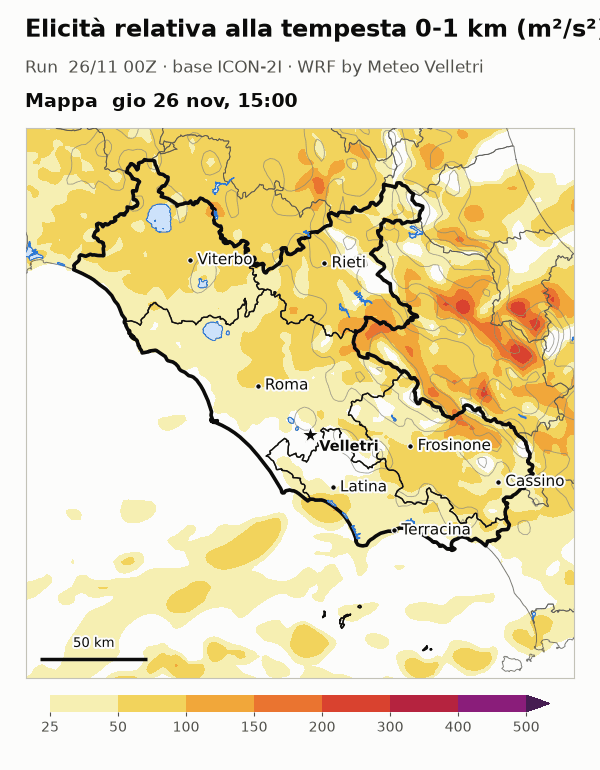 Elicità relativa alla tempesta 0-1 km (m²/s²)
Run 26/11 00Z · base ICON-2I · WRF by Meteo Velletri
Mappa gio 26 nov, 15:00
Viterbo
Rieti
Roma
Velletri
Frosinone
Latina
Cassino
Terracina
50 km
25 50 100 150 200 300 400 500